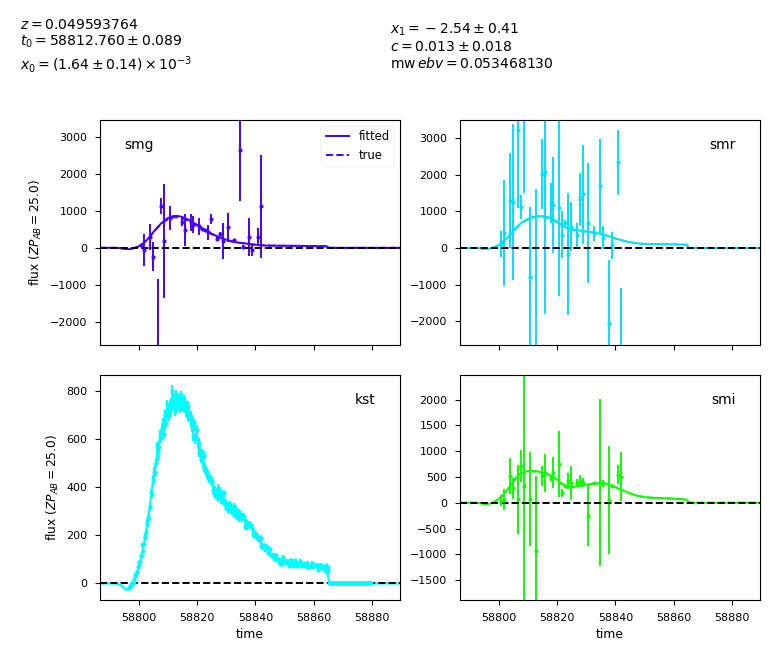 z = 0.049593764
t₀ = 58812.760 ± 0.089
x₀ = (1.64 ± 0.14) × 10⁻³
x₁ = −2.54 ± 0.41
c = 0.013 ± 0.018
mw ebv = 0.053468130
smg
fitted
true
3000
2000
1000
0
−1000
−2000
flux (ZP_AB = 25.0)
smr
3000
2000
1000
0
−1000
−2000
kst
800
600
400
200
0
flux (ZP_AB = 25.0)
58800 58820 58840 58860 58880
time
smi
2000
1500
1000
500
0
−500
−1000
−1500
58800 58820 58840 58860 58880
time